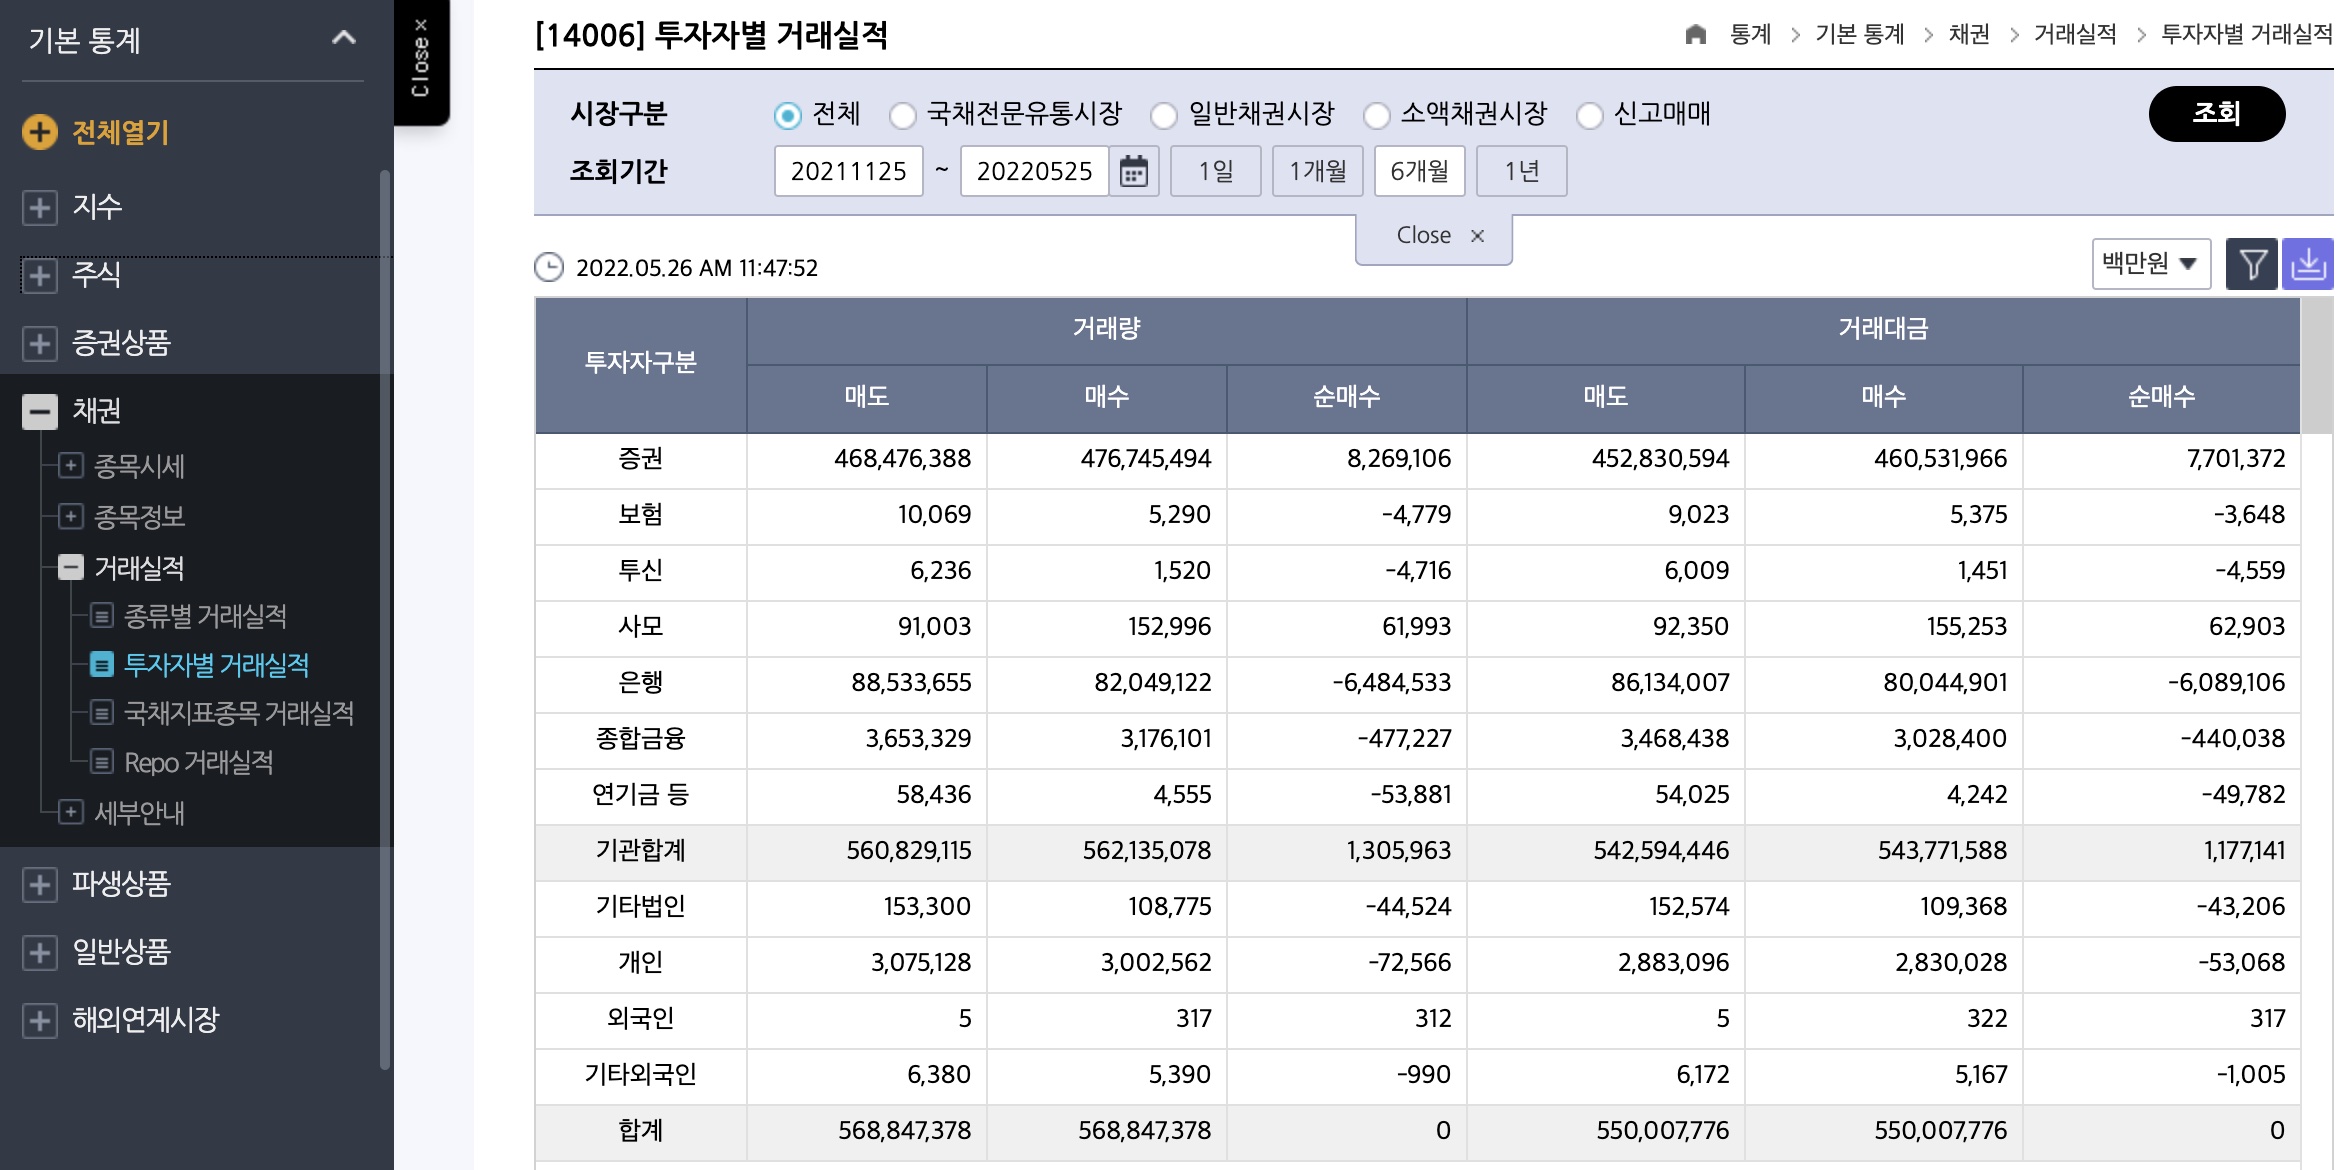 기본 통계
Close ×
전체열기
지수
주식
증권상품
채권
종목시세
종목정보
거래실적
종류별 거래실적
투자자별 거래실적
국채지표종목 거래실적
Repo 거래실적
세부안내
파생상품
일반상품
해외연계시장
[14006] 투자자별 거래실적
통계 > 기본 통계 > 채권 > 거래실적 > 투자자별 거래실적
시장구분 전체 국채전문유통시장 일반채권시장 소액채권시장 신고매매 조회
조회기간 20211125 ~ 20220525 1일 1개월 6개월 1년
Close ×
2022.05.26 AM 11:47:52 백만원
투자자구분 거래량 거래대금
매도 매수 순매수 매도 매수 순매수
증권 468,476,388 476,745,494 8,269,106 452,830,594 460,531,966 7,701,372
보험 10,069 5,290 -4,779 9,023 5,375 -3,648
투신 6,236 1,520 -4,716 6,009 1,451 -4,559
사모 91,003 152,996 61,993 92,350 155,253 62,903
은행 88,533,655 82,049,122 -6,484,533 86,134,007 80,044,901 -6,089,106
종합금융 3,653,329 3,176,101 -477,227 3,468,438 3,028,400 -440,038
연기금 등 58,436 4,555 -53,881 54,025 4,242 -49,782
기관합계 560,829,115 562,135,078 1,305,963 542,594,446 543,771,588 1,177,141
기타법인 153,300 108,775 -44,524 152,574 109,368 -43,206
개인 3,075,128 3,002,562 -72,566 2,883,096 2,830,028 -53,068
외국인 5 317 312 5 322 317
기타외국인 6,380 5,390 -990 6,172 5,167 -1,005
합계 568,847,378 568,847,378 0 550,007,776 550,007,776 0